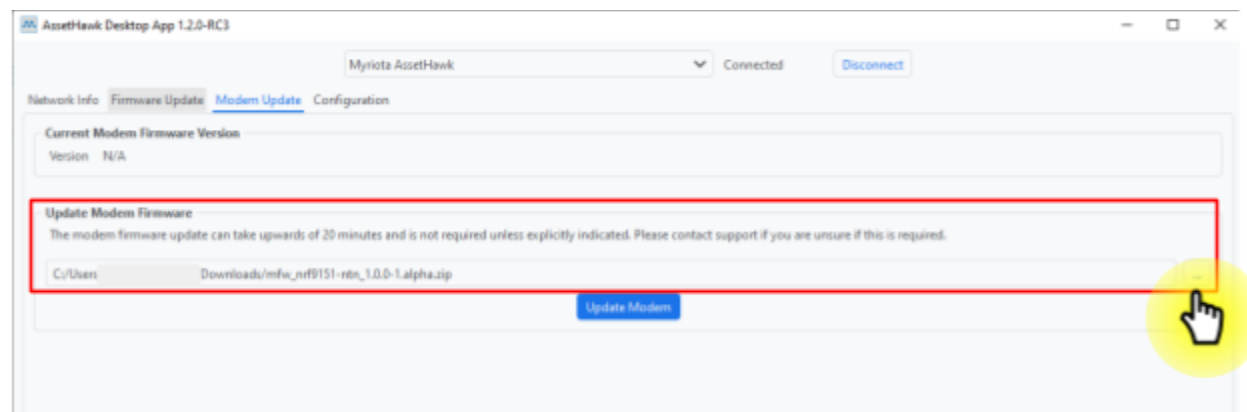 AssetHawk Desktop App 1.2.0-RC3
Myriota AssetHawk Connected Disconnect
Network Info Firmware Update Modem Update Configuration
Current Modem Firmware Version
Version N/A
Update Modem Firmware
The modem firmware update can take upwards of 20 minutes and is not required unless explicitly indicated. Please contact support if you are unsure if this is required.
C:/Users Downloads/mfw_nrf9151-ntn_1.0.0-1.alpha.zip ...
Update Modem